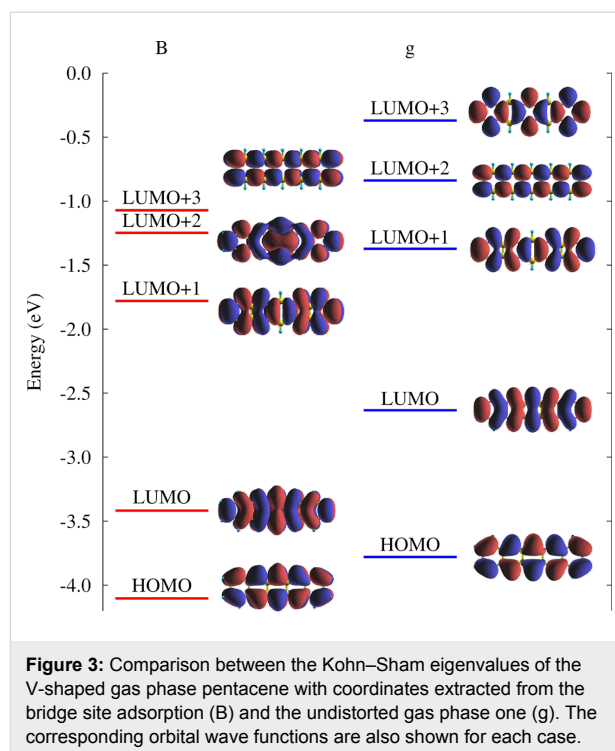 B
g
0.0
-0.5
-1.0
-1.5
-2.0
-2.5
-3.0
-3.5
-4.0
Energy (eV)
LUMO+3
LUMO+2
LUMO+1
LUMO
HOMO
LUMO+3
LUMO+2
LUMO+1
LUMO
HOMO
Figure 3: Comparison between the Kohn–Sham eigenvalues of the
V-shaped gas phase pentacene with coordinates extracted from the
bridge site adsorption (B) and the undistorted gas phase one (g). The
corresponding orbital wave functions are also shown for each case.